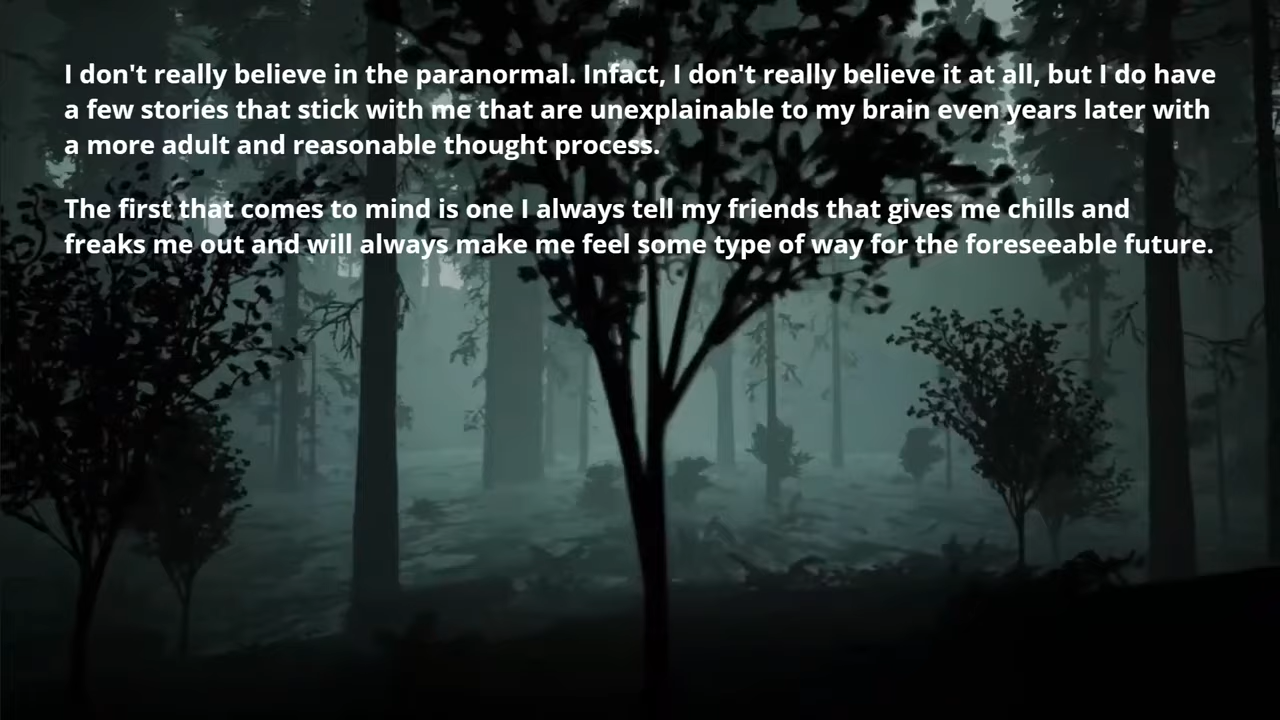 I don't really believe in the paranormal. Infact, I don't really believe it at all, but I do have
a few stories that stick with me that are unexplainable to my brain even years later with
a more adult and reasonable thought process.
The first that comes to mind is one I always tell my friends that gives me chills and
freaks me out and will always make me feel some type of way for the foreseeable future.